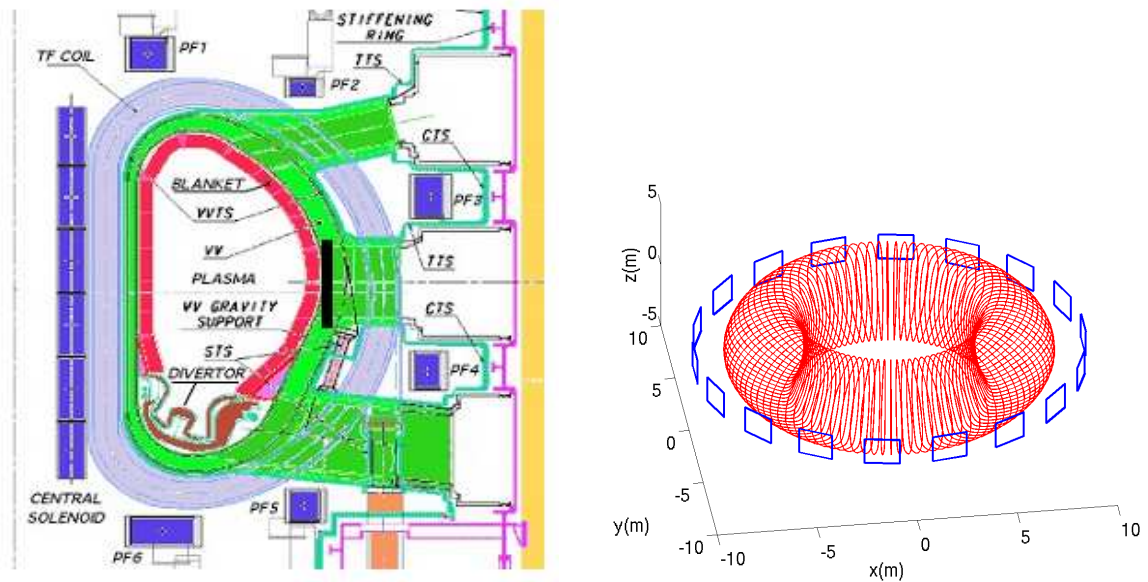 STIFFENING
RING
PF1
TF COIL
TTS
PF2
CTS
BLANKET
PF3
VVTS
VV
TTS
PLASMA
VV GRAVITY
SUPPORT
CTS
STS
DIVERTOR
PF4
CENTRAL
SOLENOID
PF5
PF6
5
0
-5
z(m)
10
5
0
-5
-10
y(m)
-10
-5
0
5
10
x(m)